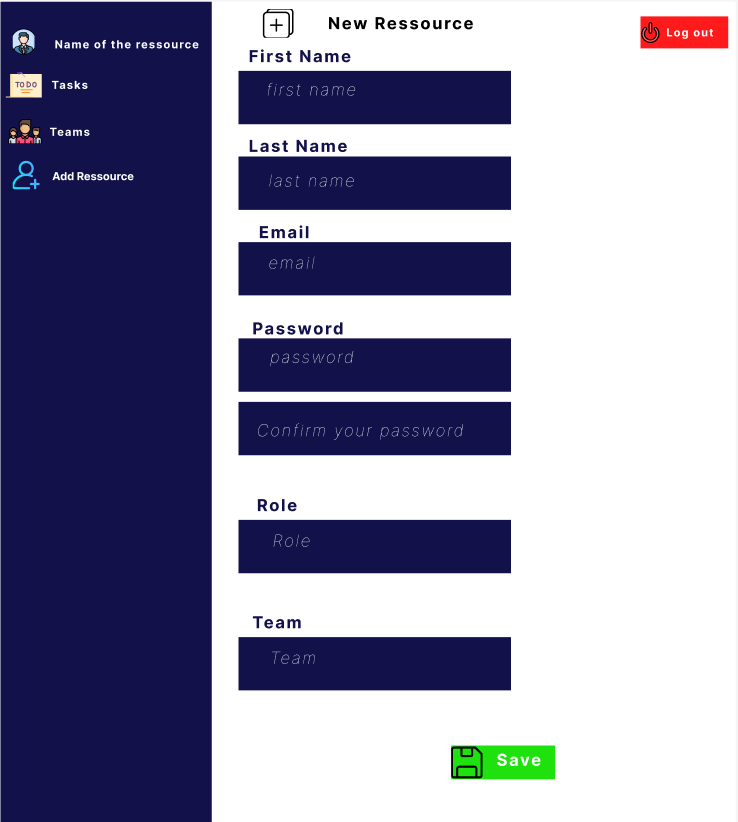 Name of the ressource
TO DO
Tasks
Teams
Add Ressource
New Ressource
Log out
First Name
first name
Last Name
last name
Email
email
Password
password
Confirm your password
Role
Role
Team
Team
Save